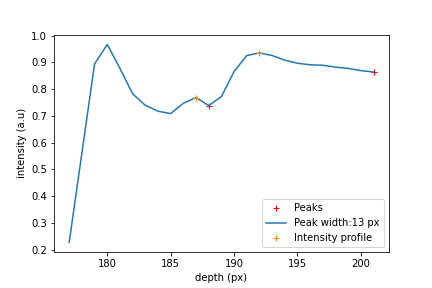 1.0
0.9
0.8
0.7
0.6
0.5
0.4
0.3
0.2
intensity (a.u)
180 185 190 195 200
depth (px)
Peaks
Peak width:13 px
Intensity profile